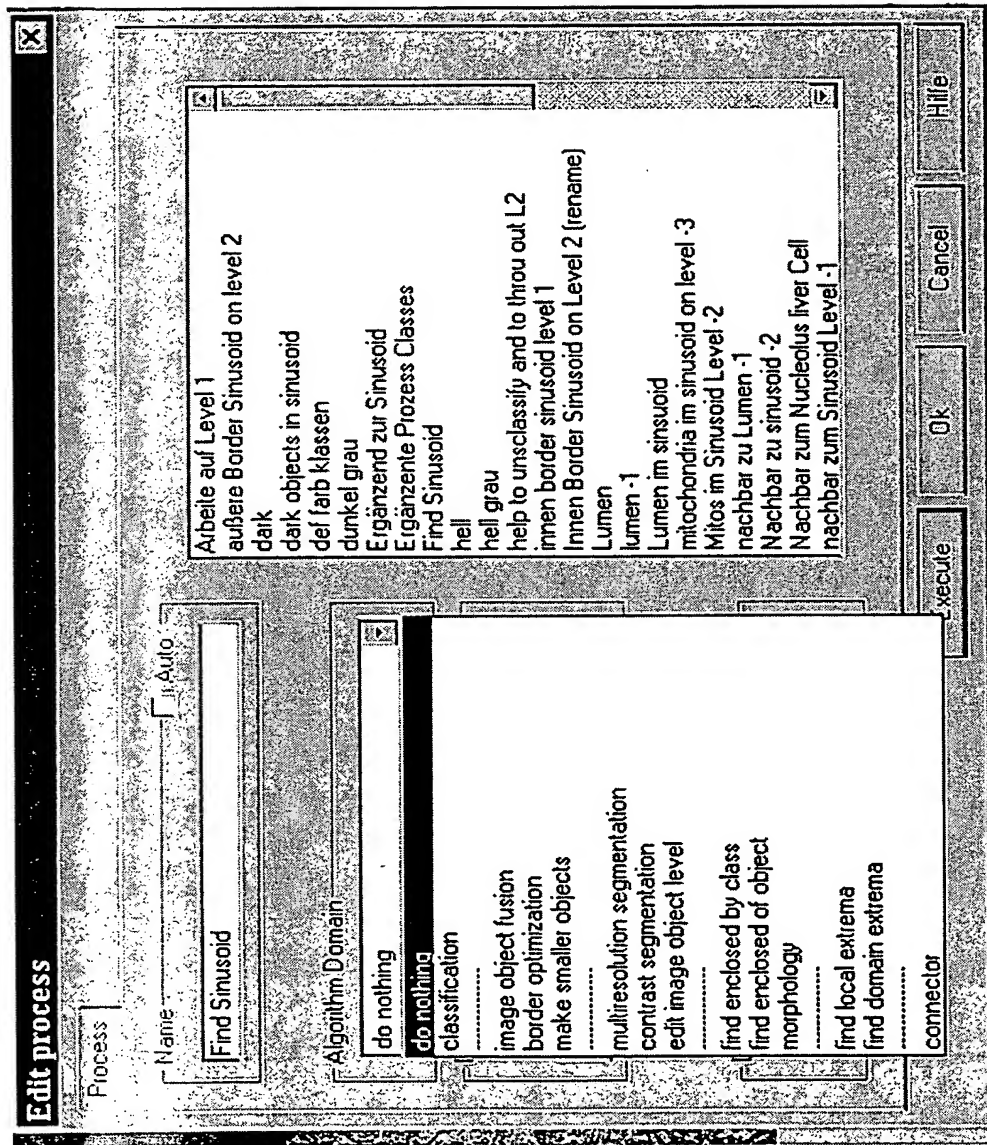 Edit process
Process
Name
Auto
Find Sinusoid
Algorithm Domain
do nothing
do nothing
classification
---------
image object fusion
border optimization
make smaller objects
---------
multiresolution segmentation
contrast segmentation
edit image object level
---------
find enclosed by class
find enclosed of object
morphology
---------
find local extrema
find domain extrema
---------
connector
Arbeite auf Level 1
außere Border Sinusoid on level 2
dark
dark objects in sinusoid
def farb klassen
dunkel grau
Ergänzend zur Sinusoid
Ergänzente Prozess Classes
Find Sinusoid
hell
hell grau
help to unclassify and to throu out L2
innen border sinusoid level 1
Innen Border Sinusoid on Level 2 (rename)
Lumen
lumen -1
Lumen im sinsuoid
mitochondria im sinusoid on level -3
Mitos im Sinusoid Level -2
nachbar zu Lumen -1
Nachbar zu sinusoid -2
Nachbar zum Nucleolus liver Cell
nachbar zum Sinusoid Level -1
Execute
Ok
Cancel
Hilfe